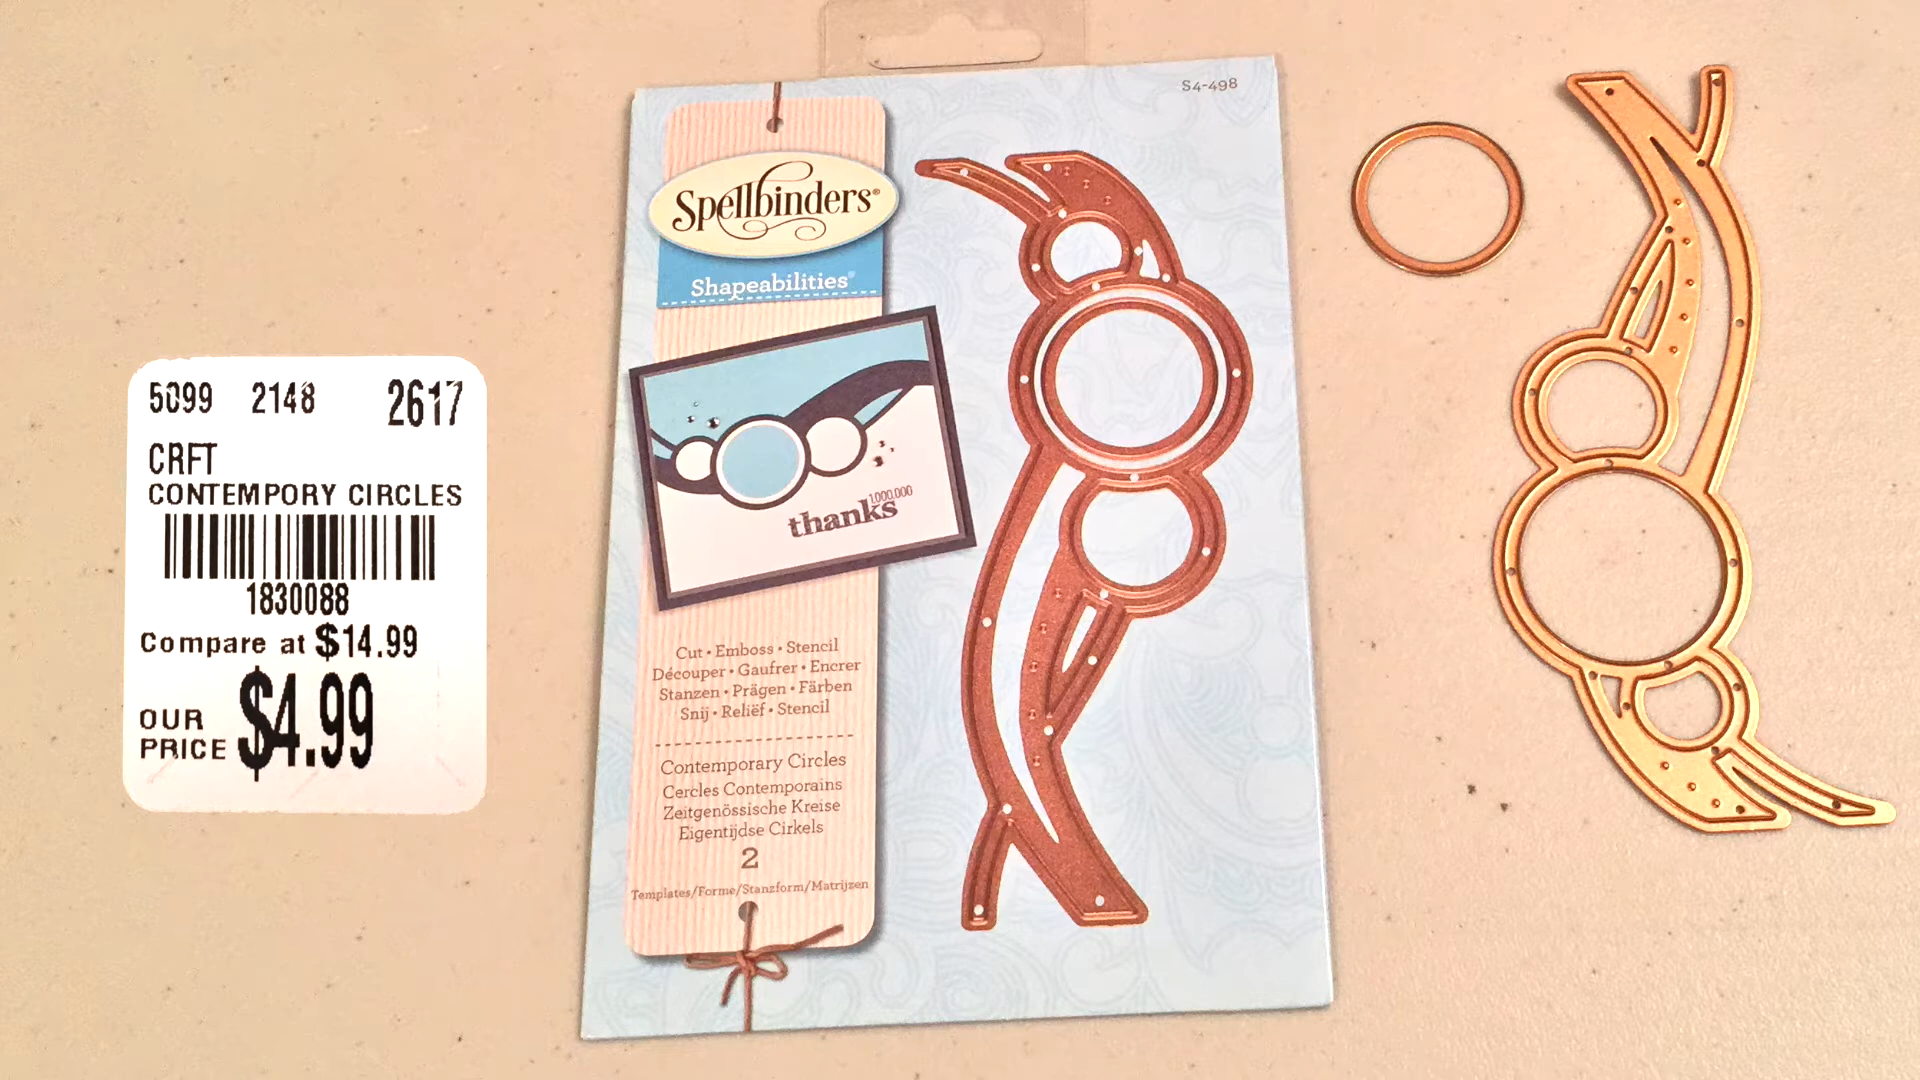 5099 2148 2617
CRFT
CONTEMPORY CIRCLES
1830088
Compare at $14.99
OUR PRICE $4.99
S4-498
Spellbinders®
Shapeabilities®
1,000,000
thanks
Cut • Emboss • Stencil
Découper • Gaufrer • Encrer
Stanzen • Prägen • Färben
Snij • Reliëf • Stencil
Contemporary Circles
Cercles Contemporains
Zeitgenössische Kreise
Eigentijdse Cirkels
2
Templates/Forme/Stanzform/Matrijzen